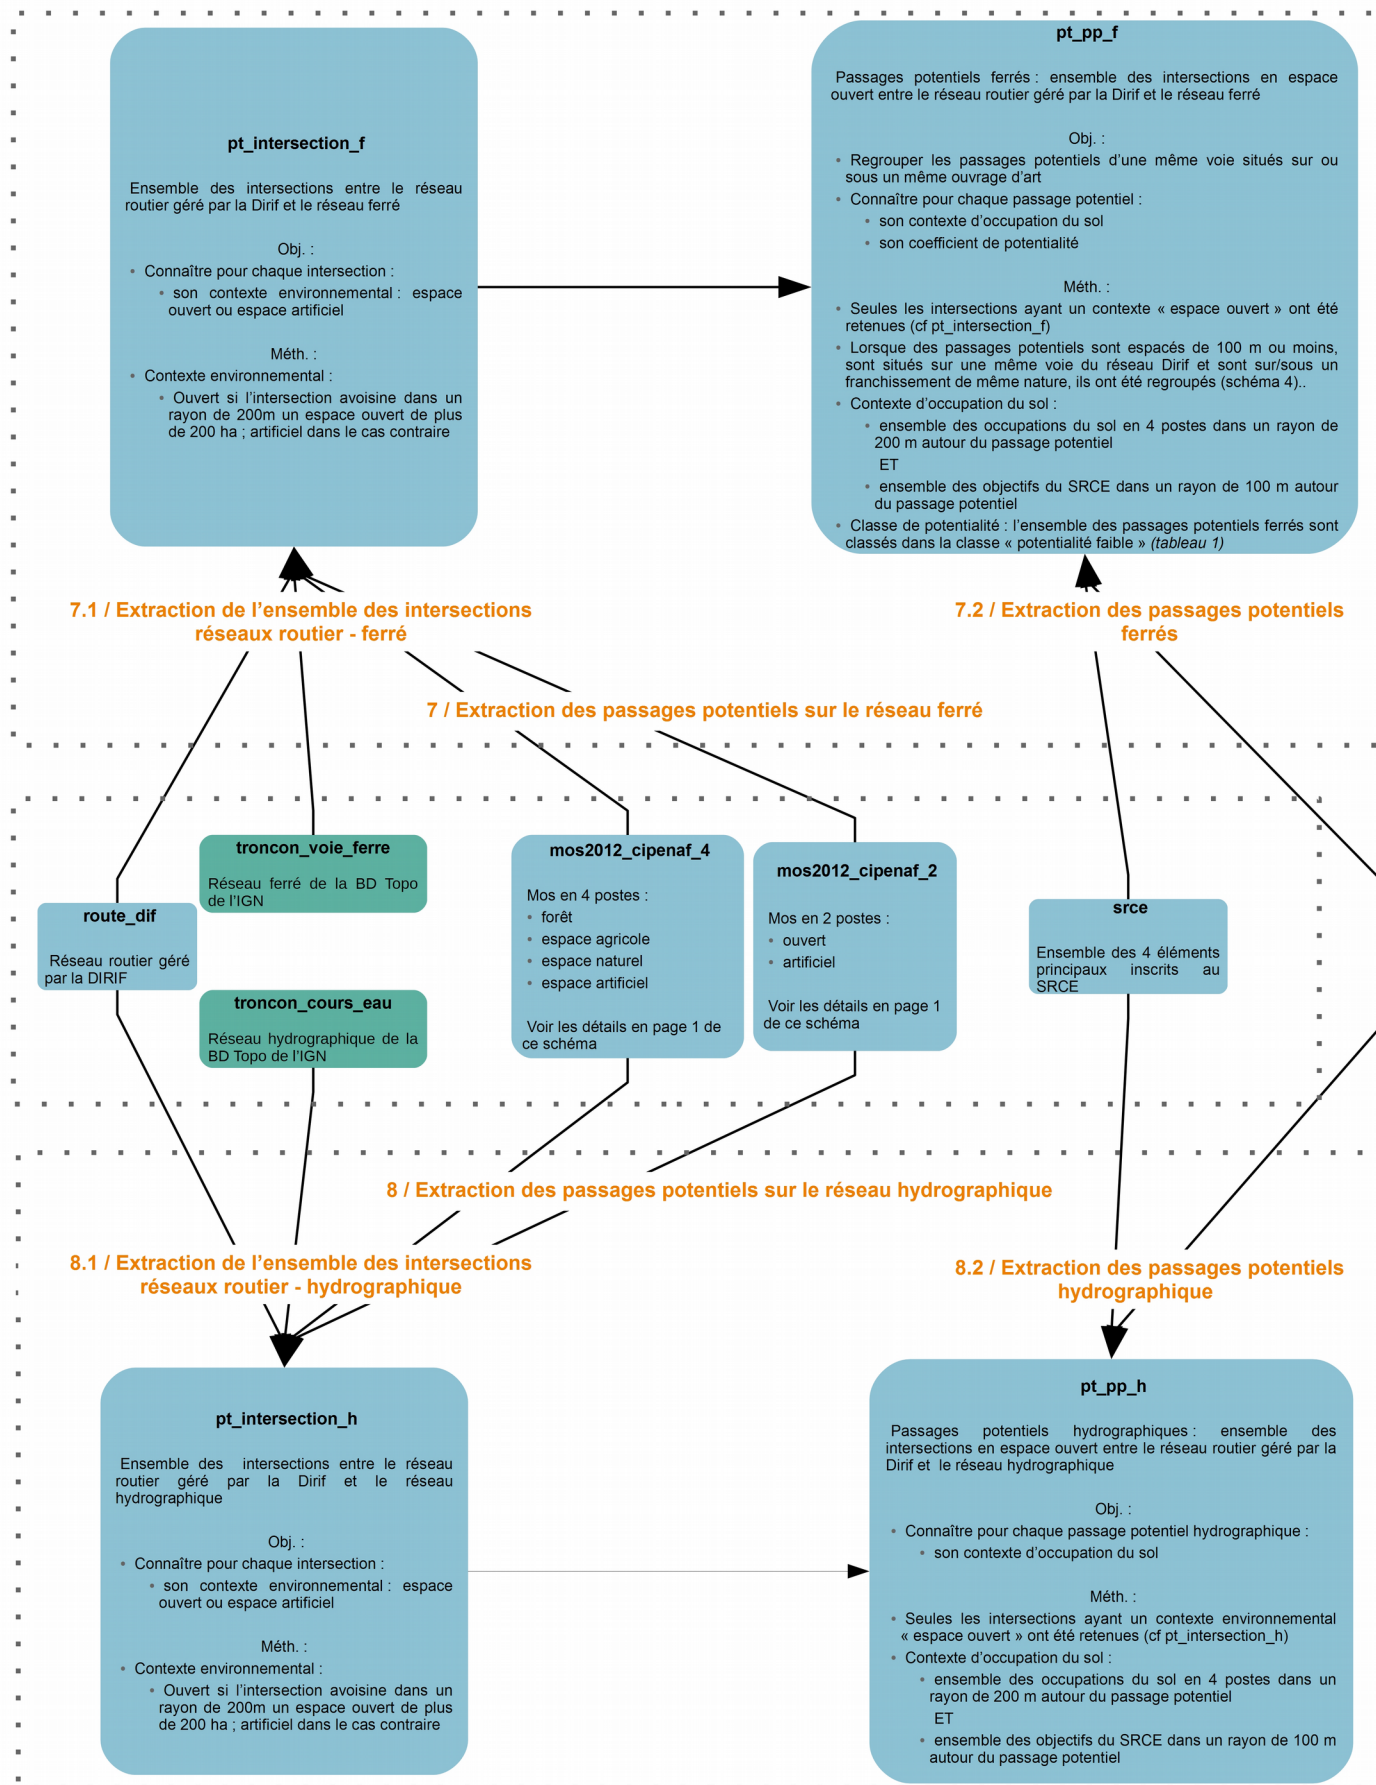 pt_intersection_f
Ensemble des intersections entre le réseau
routier géré par la Dirif et le réseau ferré
Obj. :
• Connaître pour chaque intersection :
• son contexte environnemental : espace
ouvert ou espace artificiel
Méth. :
• Contexte environnemental :
• Ouvert si l’intersection avoisine dans un
rayon de 200m un espace ouvert de plus
de 200 ha ; artificiel dans le cas contraire
pt_pp_f
Passages potentiels ferrés : ensemble des intersections en espace
ouvert entre le réseau routier géré par la Dirif et le réseau ferré
Obj. :
• Regrouper les passages potentiels d’une même voie situés sur ou
sous un même ouvrage d’art
• Connaître pour chaque passage potentiel :
• son contexte d’occupation du sol
• son coefficient de potentialité
Méth. :
• Seules les intersections ayant un contexte « espace ouvert » ont été
retenues (cf pt_intersection_f)
• Lorsque des passages potentiels sont espacés de 100 m ou moins,
sont situés sur une même voie du réseau Dirif et sont sur/sous un
franchissement de même nature, ils ont été regroupés (schéma 4)..
• Contexte d’occupation du sol :
• ensemble des occupations du sol en 4 postes dans un rayon de
200 m autour du passage potentiel
ET
• ensemble des objectifs du SRCE dans un rayon de 100 m autour
du passage potentiel
• Classe de potentialité : l’ensemble des passages potentiels ferrés sont
classés dans la classe « potentialité faible » (tableau 1)
7.1 / Extraction de l’ensemble des intersections
réseaux routier - ferré
7.2 / Extraction des passages potentiels
ferrés
7 / Extraction des passages potentiels sur le réseau ferré
troncon_voie_ferre
Réseau ferré de la BD Topo
de l’IGN
route_dif
Réseau routier géré
par la DIRIF
troncon_cours_eau
Réseau hydrographique de la
BD Topo de l’IGN
mos2012_cipenaf_4
Mos en 4 postes :
• forêt
• espace agricole
• espace naturel
• espace artificiel
Voir les détails en page 1 de
ce schéma
mos2012_cipenaf_2
Mos en 2 postes :
• ouvert
• artificiel
Voir les détails en page 1
de ce schéma
srce
Ensemble des 4 éléments
principaux inscrits au
SRCE
8 / Extraction des passages potentiels sur le réseau hydrographique
8.1 / Extraction de l’ensemble des intersections
réseaux routier - hydrographique
8.2 / Extraction des passages potentiels
hydrographique
pt_intersection_h
Ensemble des intersections entre le réseau
routier géré par la Dirif et le réseau
hydrographique
Obj. :
• Connaître pour chaque intersection :
• son contexte environnemental : espace
ouvert ou espace artificiel
Méth. :
• Contexte environnemental :
• Ouvert si l’intersection avoisine dans un
rayon de 200m un espace ouvert de plus
de 200 ha ; artificiel dans le cas contraire
pt_pp_h
Passages potentiels hydrographiques : ensemble des
intersections en espace ouvert entre le réseau routier géré par la
Dirif et le réseau hydrographique
Obj. :
• Connaître pour chaque passage potentiel hydrographique :
• son contexte d’occupation du sol
Méth. :
• Seules les intersections ayant un contexte environnemental
« espace ouvert » ont été retenues (cf pt_intersection_h)
• Contexte d’occupation du sol :
• ensemble des occupations du sol en 4 postes dans un
rayon de 200 m autour du passage potentiel
ET
• ensemble des objectifs du SRCE dans un rayon de 100 m
autour du passage potentiel